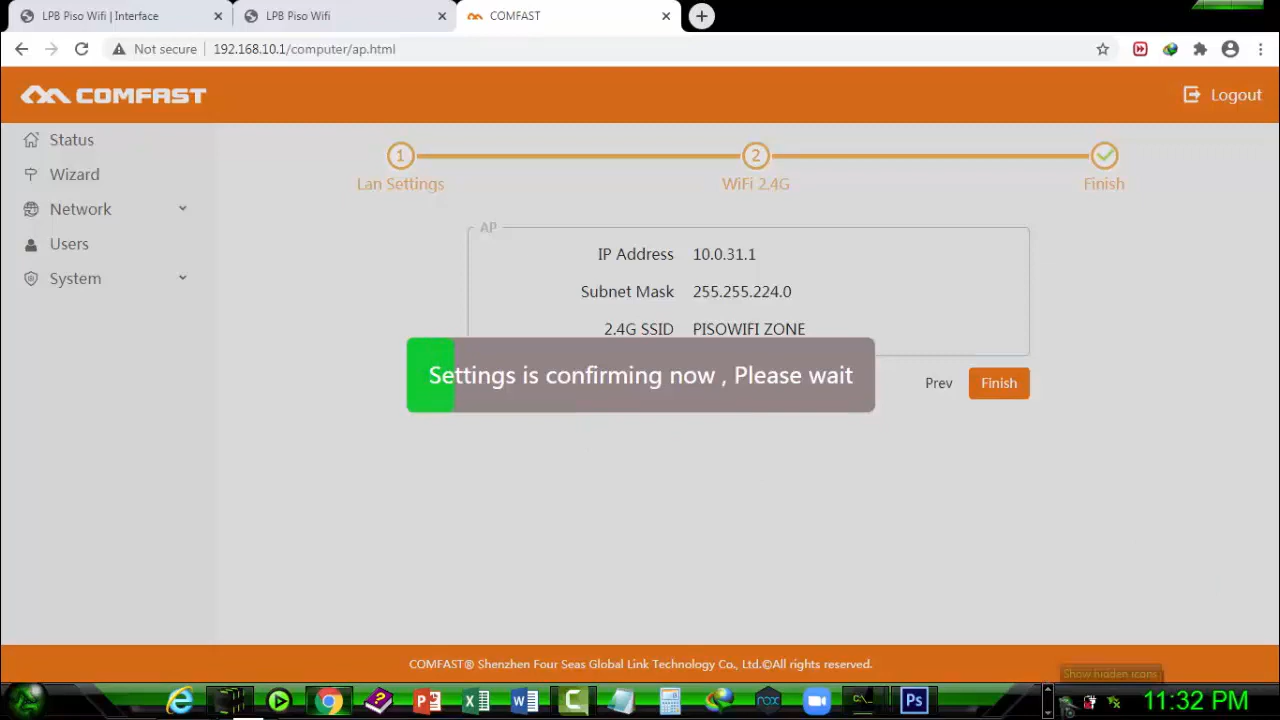 LPB Piso Wifi | Interface
LPB Piso Wifi
COMFAST
Not secure
192.168.10.1/computer/ap.html
COMFAST
Logout
Status
Wizard
Network
Users
System
1
2
Lan Settings
WiFi 2.4G
Finish
AP
IP Address 10.0.31.1
Subnet Mask 255.255.224.0
2.4G SSID PISOWIFI ZONE
Settings is confirming now , Please wait
Prev
Finish
COMFAST® Shenzhen Four Seas Global Link Technology Co., Ltd.©All rights reserved.
Show hidden icons
nox
Ps
11:32 PM